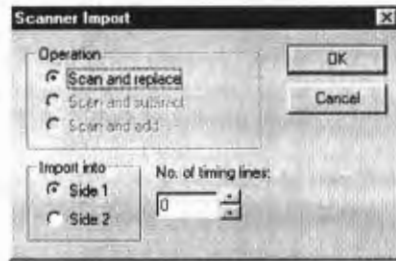 Scanner Import
Operation
Scan and replace
Scan and subtract
Scan and add
OK
Cancel
Import into
Side 1
Side 2
No. of timing lines:
0